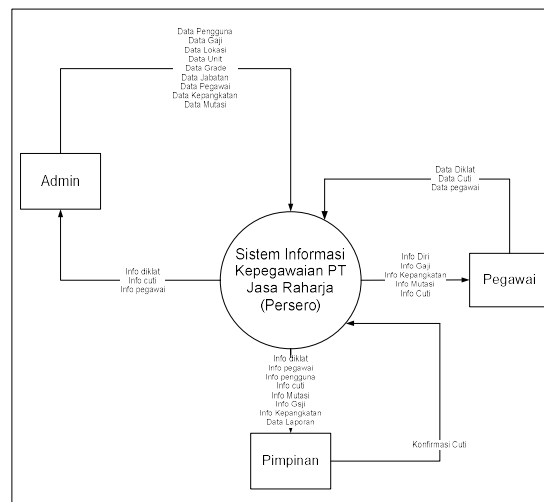 Data Pengguna
Data Gaji
Data Lokasi
Data Unit
Data Grade
Data Jabatan
Data Pegawai
Data Kepangkatan
Data Mutasi
Admin
Data Diklat
Data Cuti
Data pegawai
Sistem Informasi
Kepegawaian PT
Jasa Raharja
(Persero)
Info diklat
Info cuti
Info pegawai
Info Diri
Info Gaji
Info Kepangkatan
Info Mutasi
Info Cuti
Pegawai
Info diklat
Info pegawai
Info pengguna
Info cuti
Info Mutasi
Info Gsji
Info Kepangkatan
Data Laporan
Konfirmasi Cuti
Pimpinan